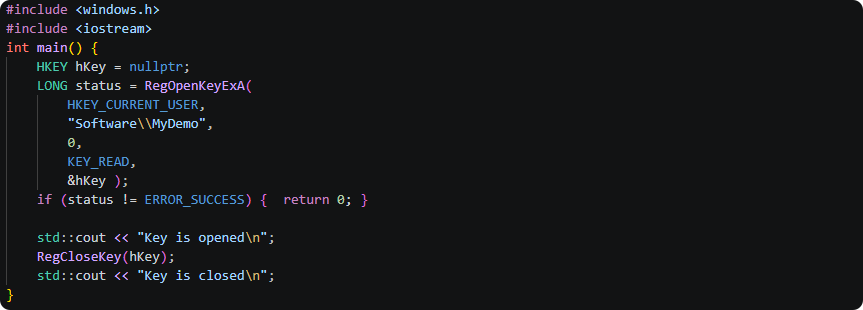 #include <windows.h>
#include <iostream>
int main() {
    HKEY hKey = nullptr;
    LONG status = RegOpenKeyExA(
        HKEY_CURRENT_USER,
        "Software\\MyDemo",
        0,
        KEY_READ,
        &hKey );
    if (status != ERROR_SUCCESS) {  return 0; }
    std::cout << "Key is opened\n";
    RegCloseKey(hKey);
    std::cout << "Key is closed\n";
}